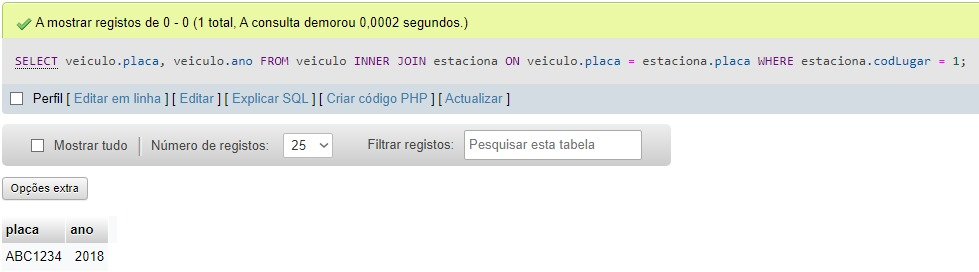 A mostrar registos de 0 - 0 (1 total, A consulta demorou 0,0002 segundos.)
SELECT veiculo.placa, veiculo.ano FROM veiculo INNER JOIN estaciona ON veiculo.placa = estaciona.placa WHERE estaciona.codLugar = 1;
Perfil [ Editar em linha ] [ Editar ] [ Explicar SQL ] [ Criar código PHP ] [ Actualizar ]
Mostrar tudo | Número de registos: 25 Filtrar registos: Pesquisar esta tabela
Opções extra
placa ano
ABC1234 2018